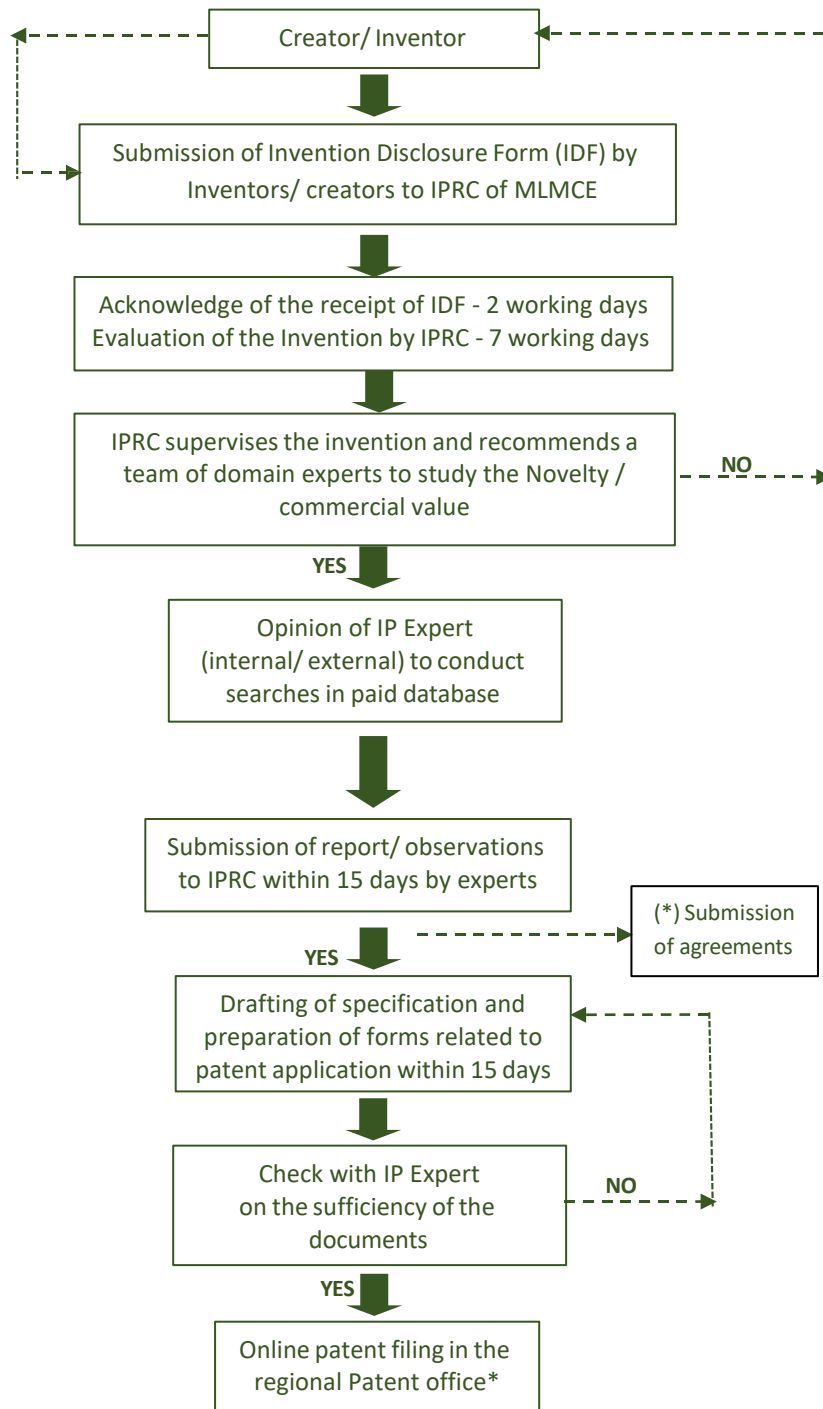 Creator/ Inventor
Submission of Invention Disclosure Form (IDF) by
Inventors/ creators to IPRC of MLMCE
Acknowledge of the receipt of IDF - 2 working days
Evaluation of the Invention by IPRC - 7 working days
IPRC supervises the invention and recommends a
team of domain experts to study the Novelty /
commercial value
NO
YES
Opinion of IP Expert
(internal/ external) to conduct
searches in paid database
Submission of report/ observations
to IPRC within 15 days by experts
(*) Submission
of agreements
YES
Drafting of specification and
preparation of forms related to
patent application within 15 days
Check with IP Expert
on the sufficiency of the
documents
NO
YES
Online patent filing in the
regional Patent office*